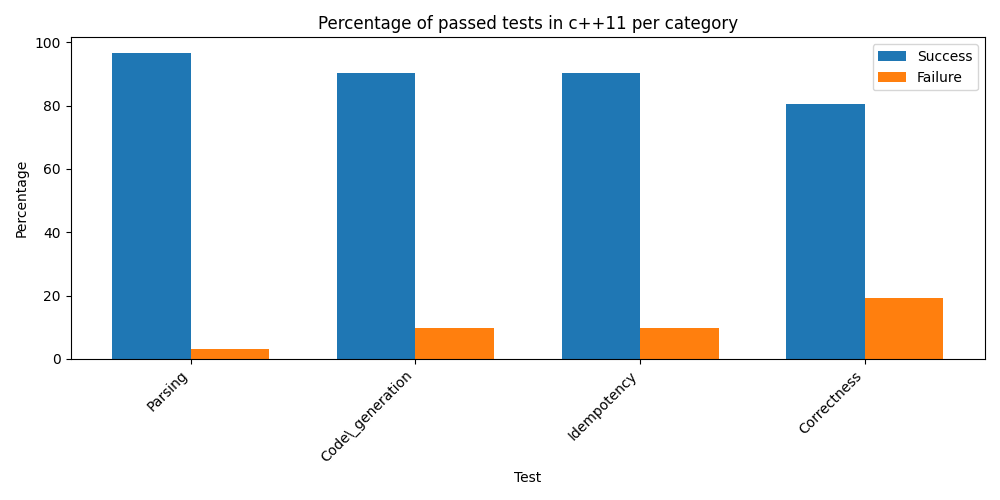 Percentage of passed tests in c++11 per category
Success
Failure
Percentage
100
80
60
40
20
0
Parsing
Code\_generation
Idempotency
Correctness
Test